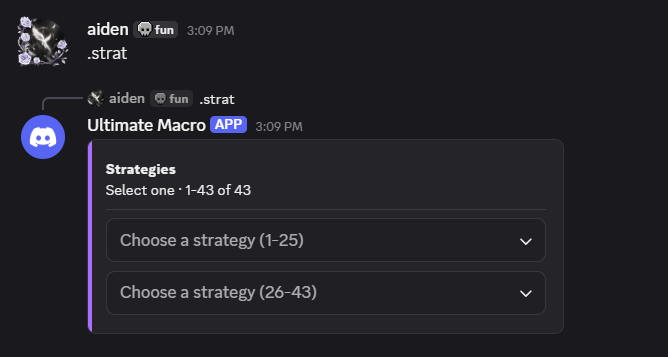 aiden fun 3:09 PM
.strat
aiden fun .strat
Ultimate Macro APP 3:09 PM
Strategies
Select one · 1-43 of 43
Choose a strategy (1-25)
Choose a strategy (26-43)